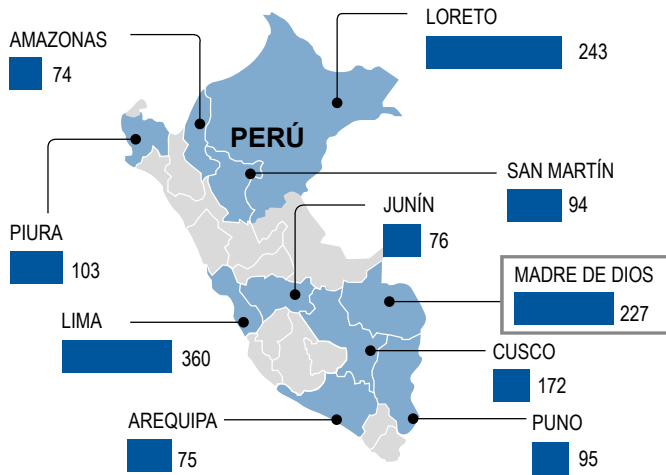 LORETO
243
AMAZONAS
74
PERÚ
SAN MARTÍN
94
JUNÍN
76
PIURA
103
MADRE DE DIOS
227
LIMA
360
CUSCO
172
AREQUIPA
75
PUNO
95